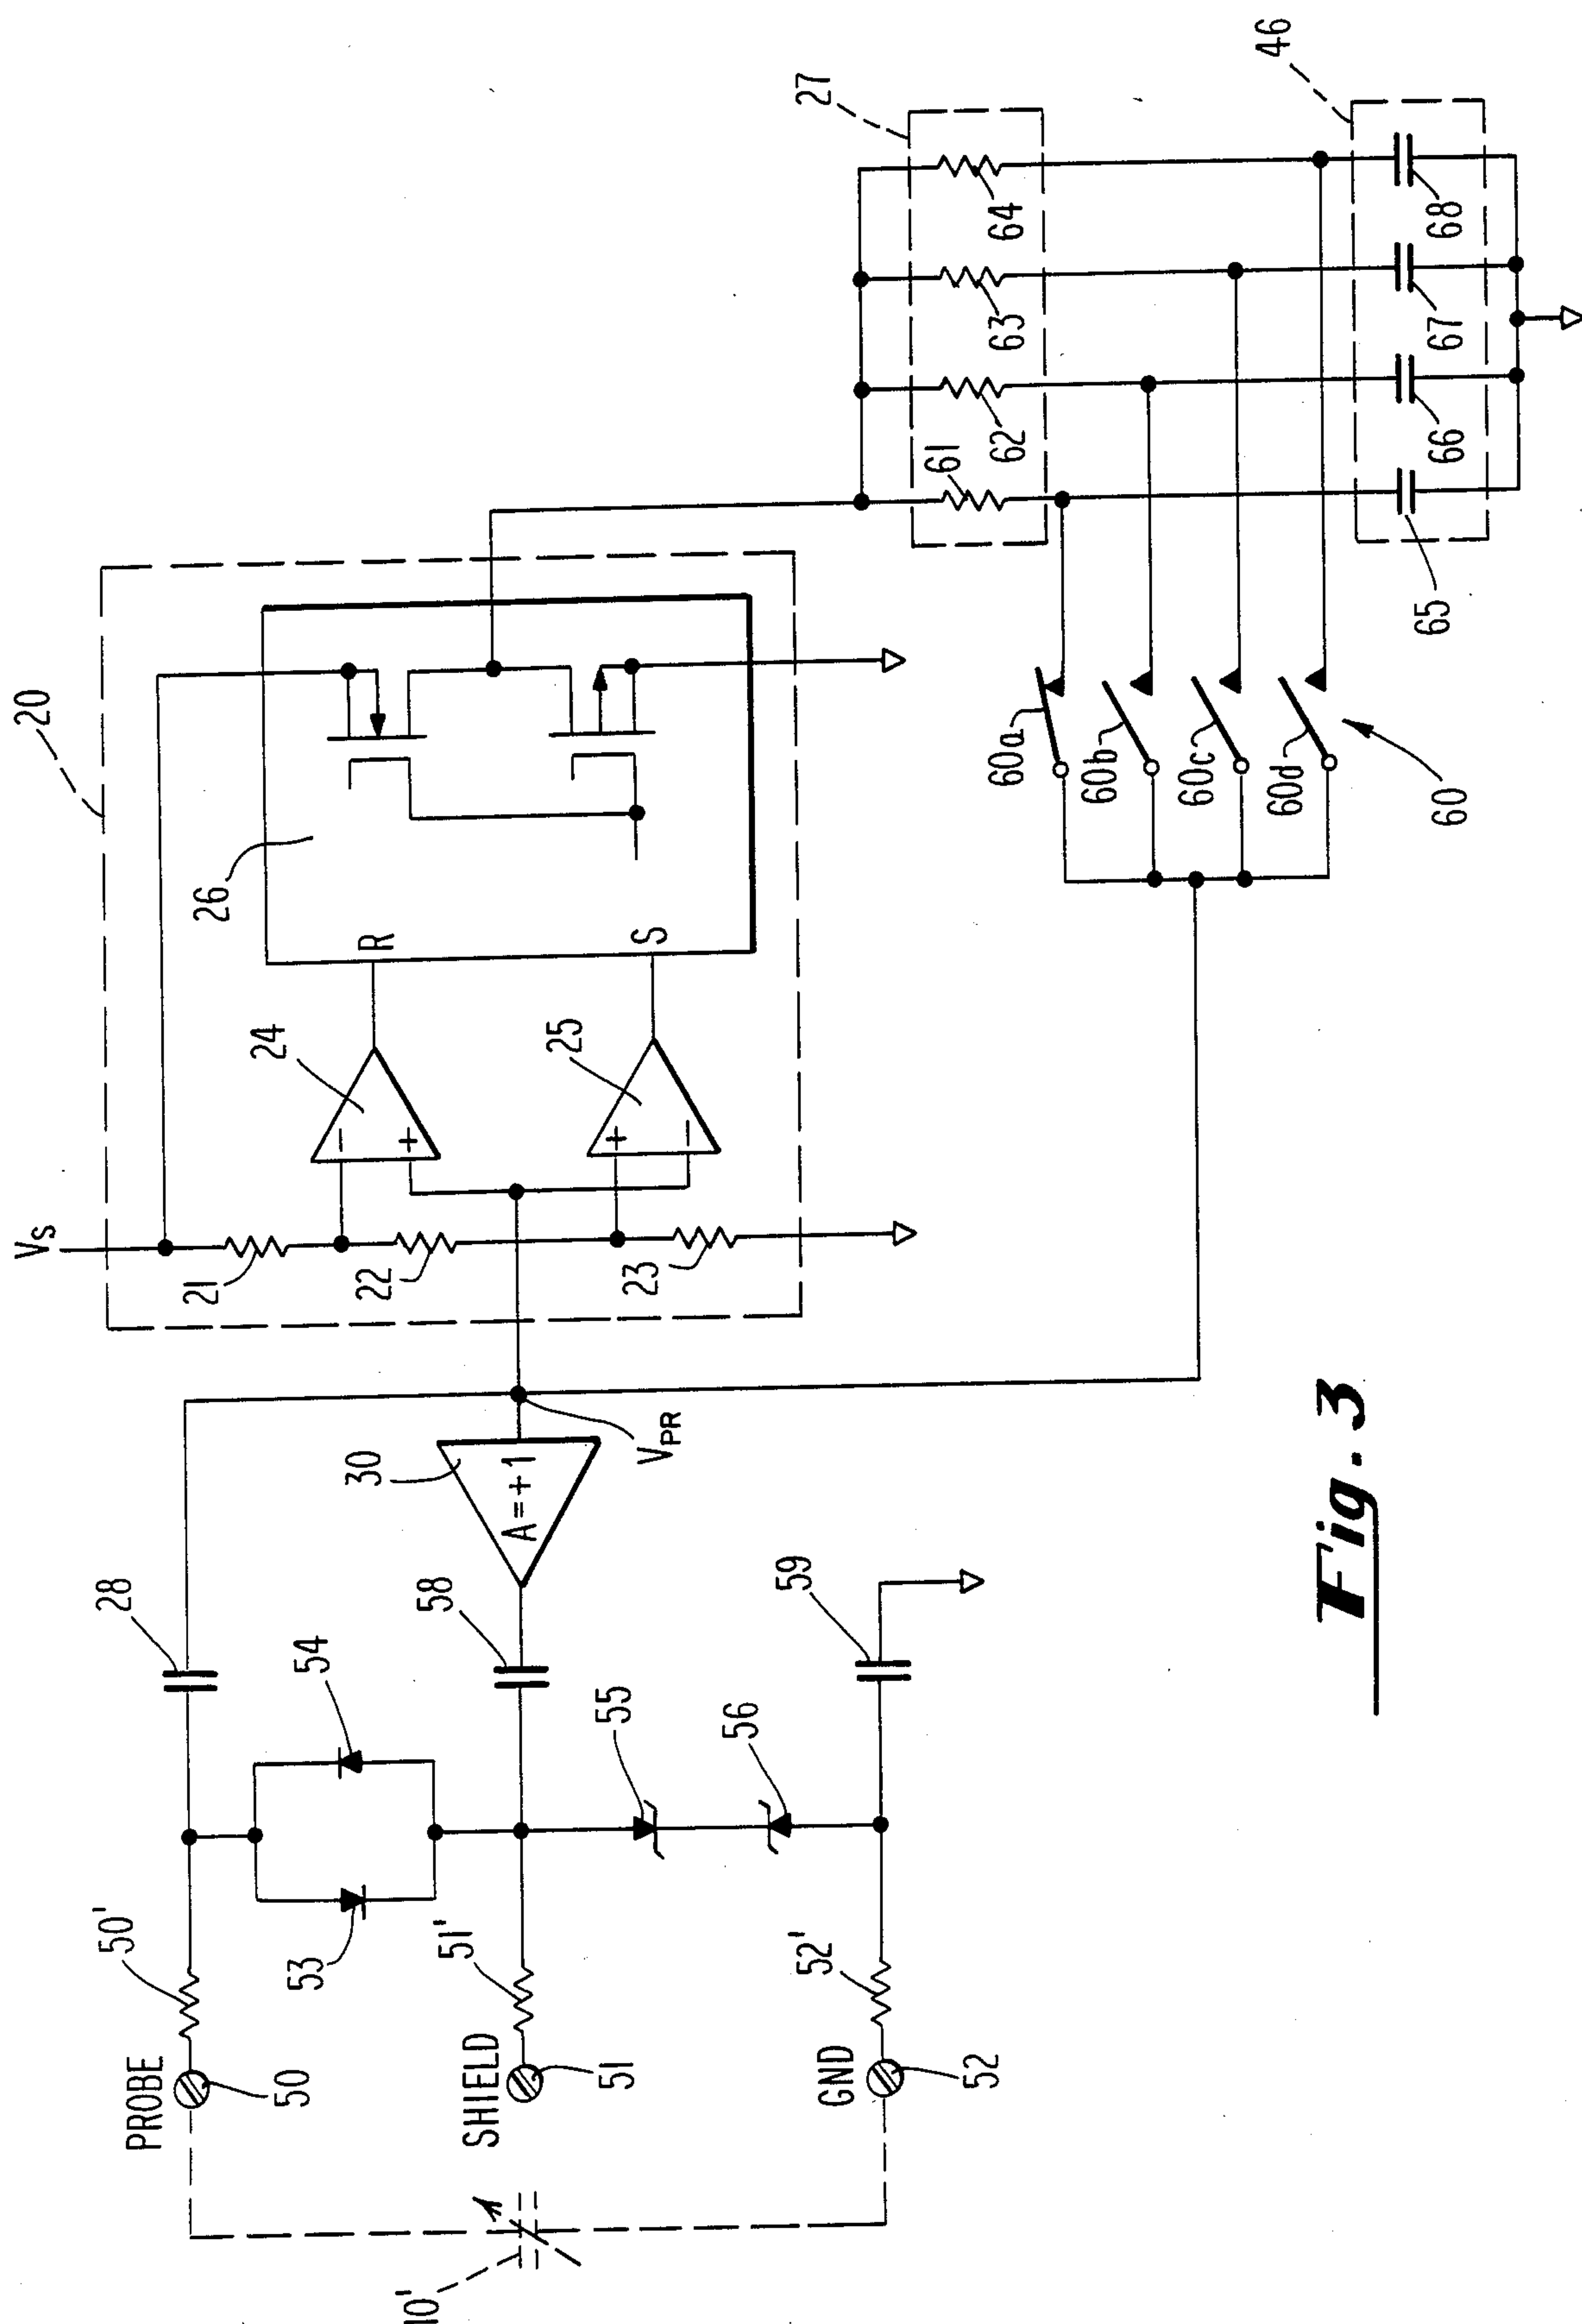 20
Vs
21
22
23
24
25
26
R
S
−
+
+
−
27
61
62
63
64
46
65
66
67
68
60a
60b
60c
60d
60
28
30
A=+1
VPR
58
59
54
53
55
56
50'
51'
52'
PROBE
50
SHIELD
51
GND
52
10'
Fig. 3